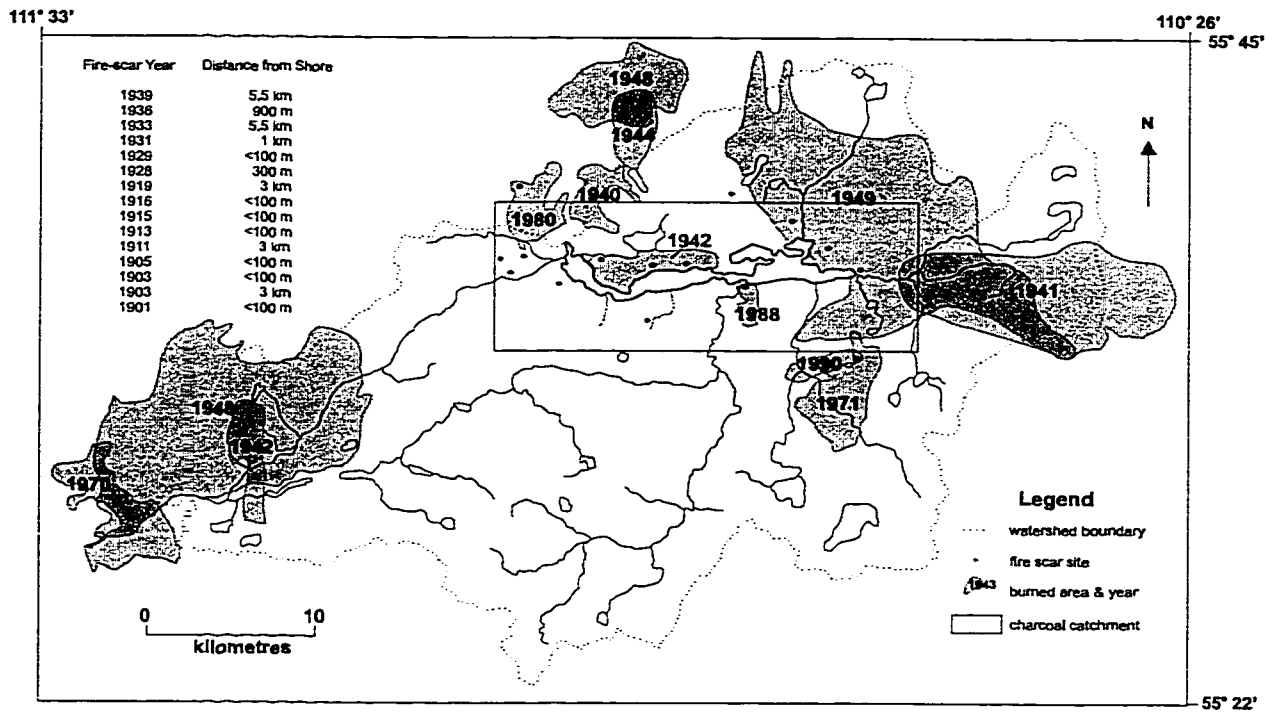 111° 33'
110° 26'
55° 45'
Fire-scar Year Distance from Shore
1939 5.5 km
1936 900 m
1933 5.5 km
1931 1 km
1929 <100 m
1928 300 m
1919 3 km
1916 <100 m
1915 <100 m
1913 <100 m
1911 3 km
1905 <100 m
1903 <100 m
1903 3 km
1901 <100 m
1948
1944
N
1940
1949
1980
1942
1941
1988
1971
1942
Legend
watershed boundary
fire scar site
1943 burned area & year
charcoal catchment
0 10
kilometres
55° 22'